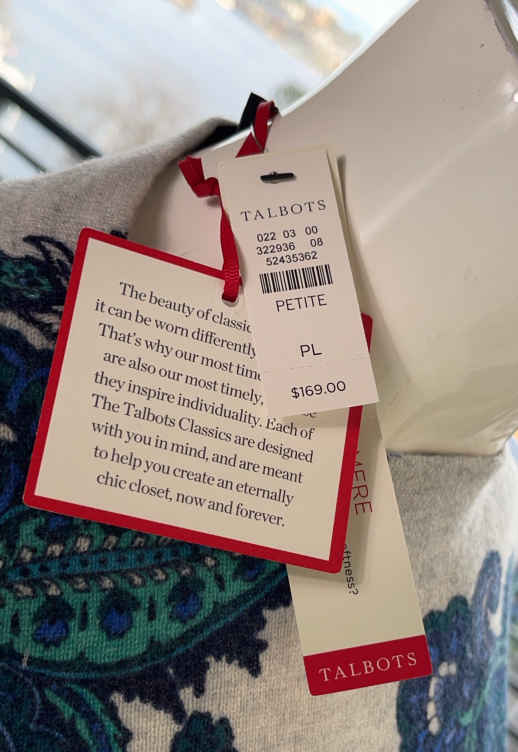 TALBOTS
022 03 00
322936 08
52435362
PETITE
PL
$169.00
The beauty of
it can be worn differently
That's why our most
are also our most timely,
they inspire individuality. Each of
The Talbots Classics are designed
with you in mind, and are meant
to help you create an eternally
chic closet, now and forever.
TALBOTS